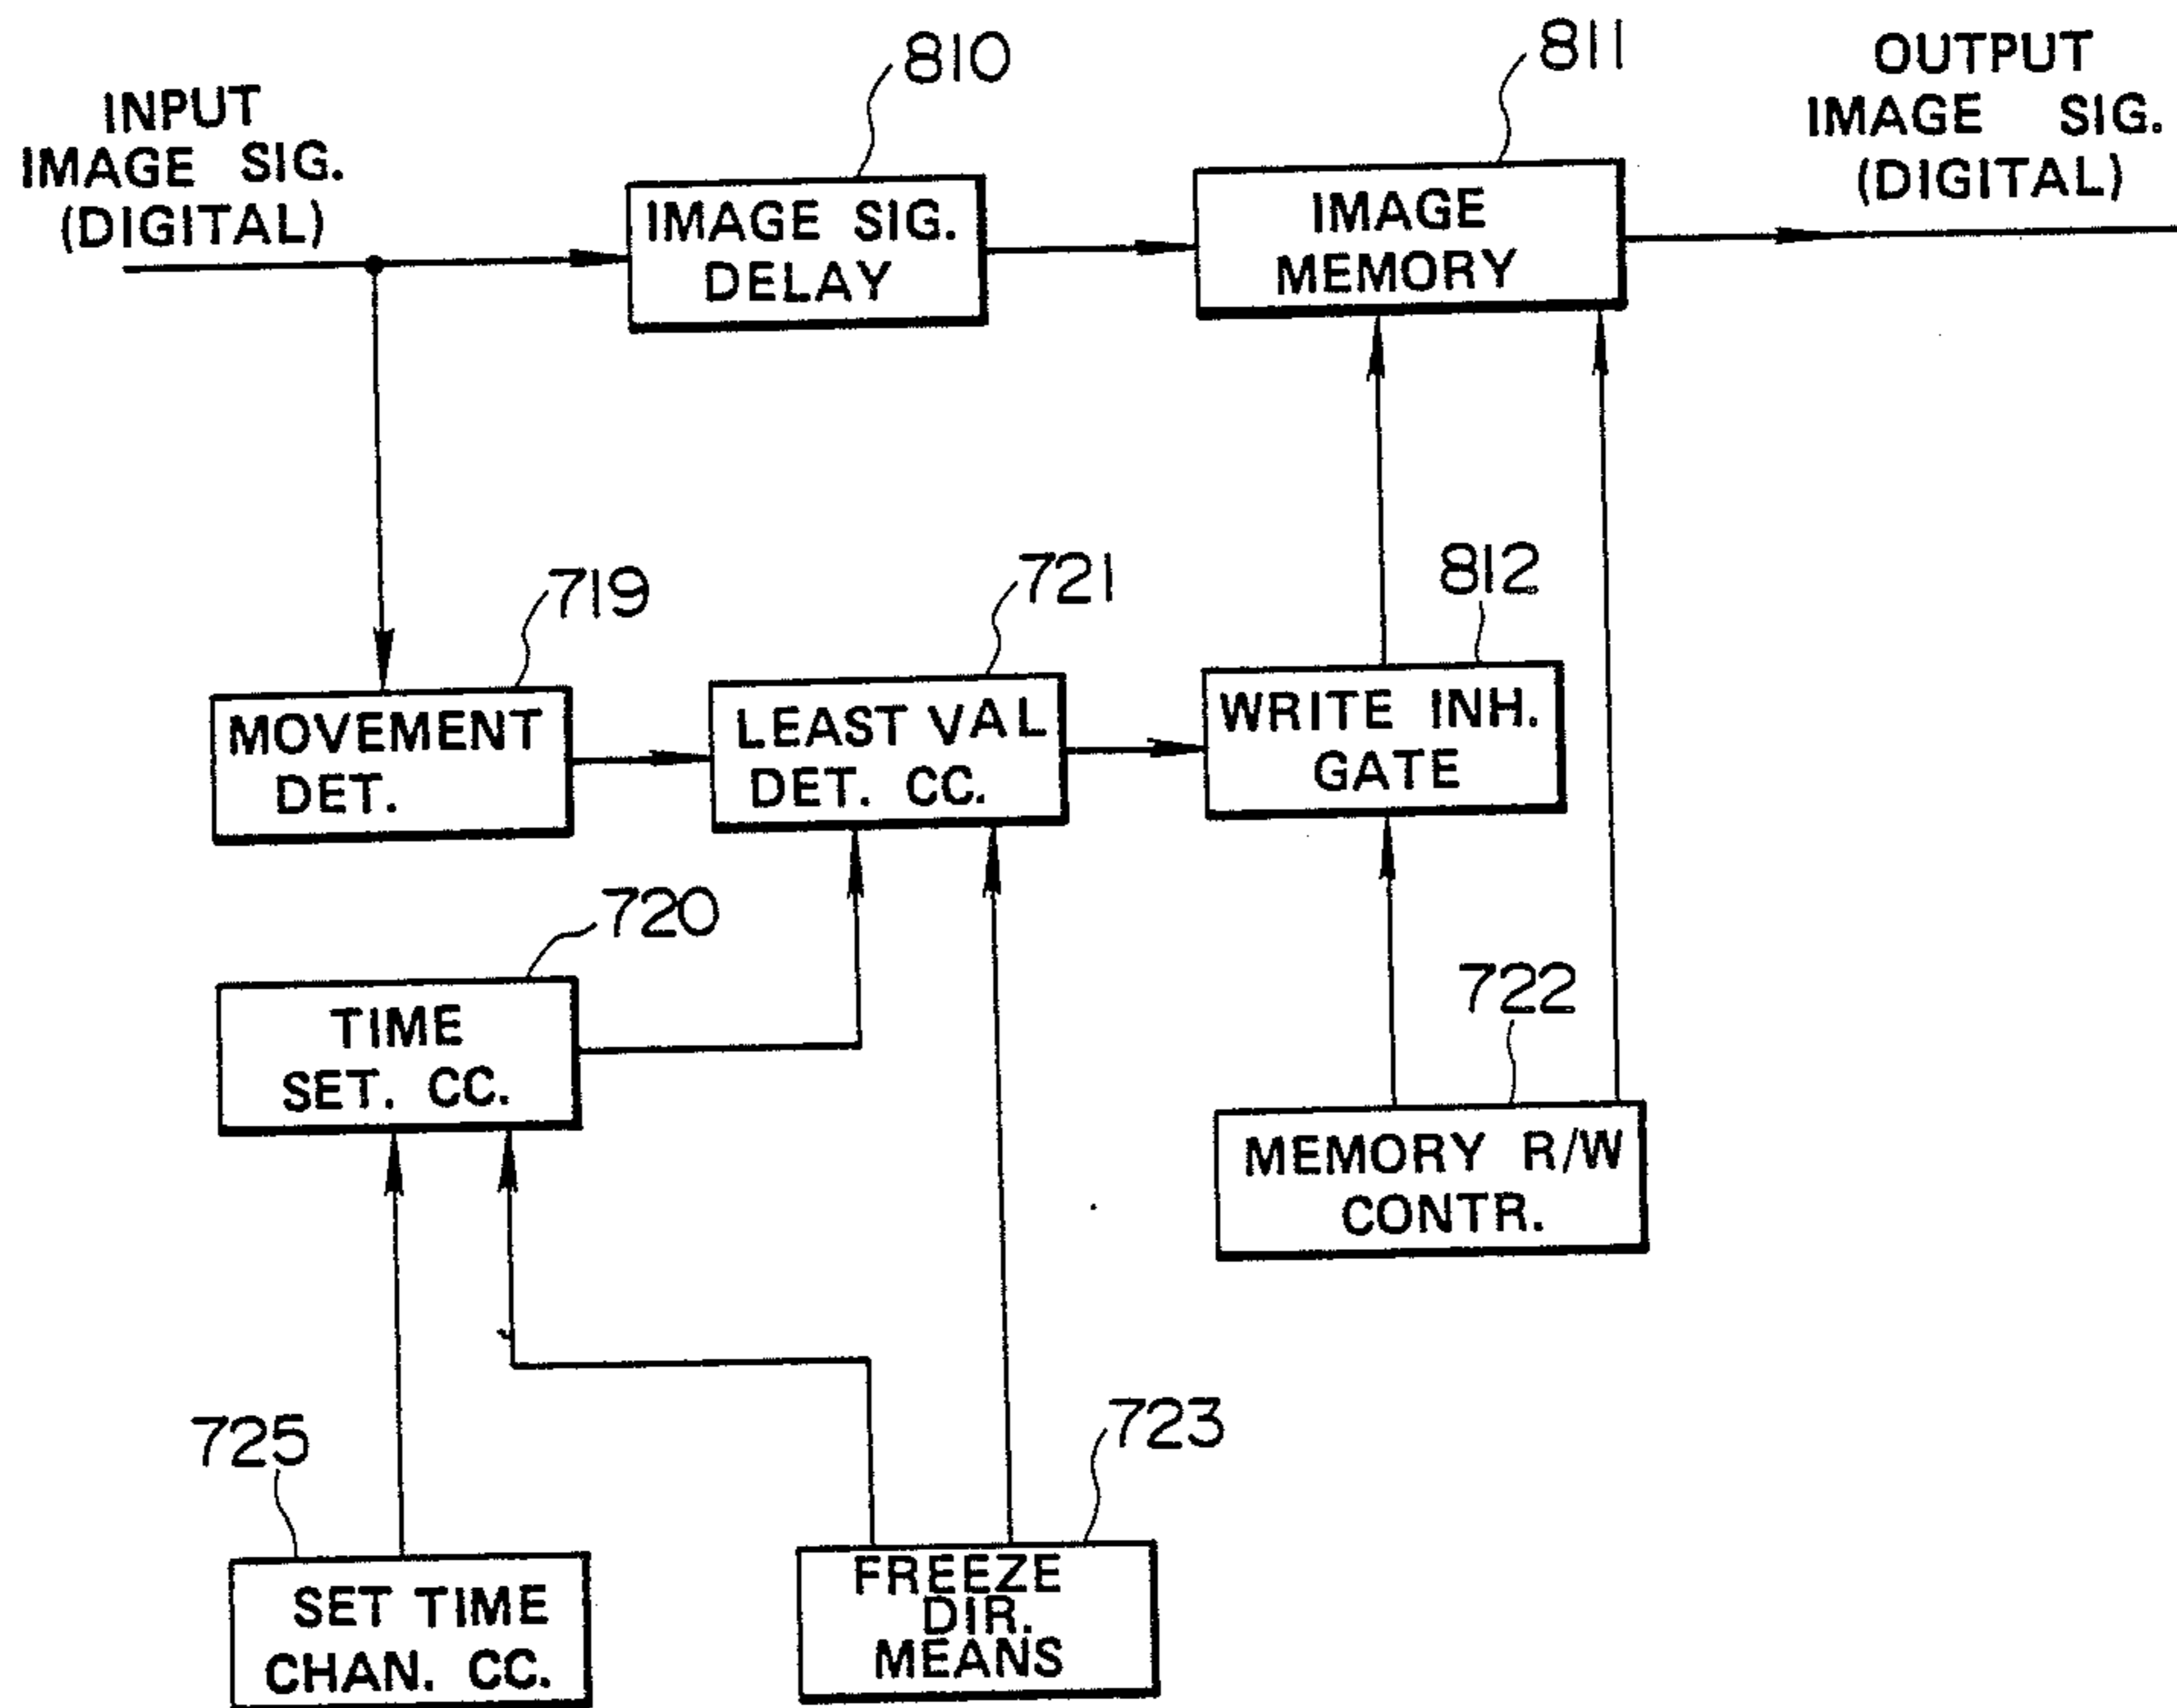 810
811
OUTPUT
IMAGE SIG.
(DIGITAL)
INPUT
IMAGE SIG.
(DIGITAL)
IMAGE SIG.
DELAY
IMAGE
MEMORY
719
721
812
MOVEMENT
DET.
LEAST VAL
DET. CC.
WRITE INH.
GATE
720
722
TIME
SET. CC.
MEMORY R/W
CONTR.
725
723
SET TIME
CHAN. CC.
FREEZE
DIR.
MEANS